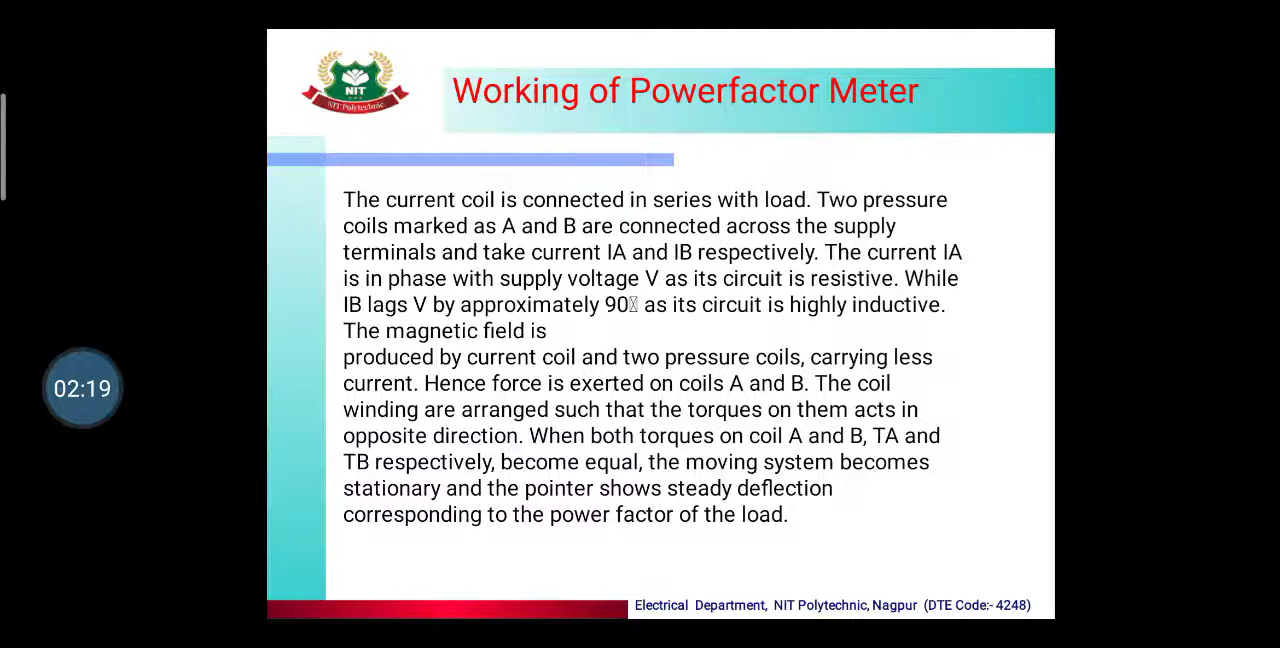 NIT
NIT Polytechnic
Working of Powerfactor Meter
The current coil is connected in series with load. Two pressure
coils marked as A and B are connected across the supply
terminals and take current IA and IB respectively. The current IA
is in phase with supply voltage V as its circuit is resistive. While
IB lags V by approximately 90 as its circuit is highly inductive.
The magnetic field is
produced by current coil and two pressure coils, carrying less
current. Hence force is exerted on coils A and B. The coil
winding are arranged such that the torques on them acts in
opposite direction. When both torques on coil A and B, TA and
TB respectively, become equal, the moving system becomes
stationary and the pointer shows steady deflection
corresponding to the power factor of the load.
02:19
Electrical Department, NIT Polytechnic, Nagpur (DTE Code:- 4248)